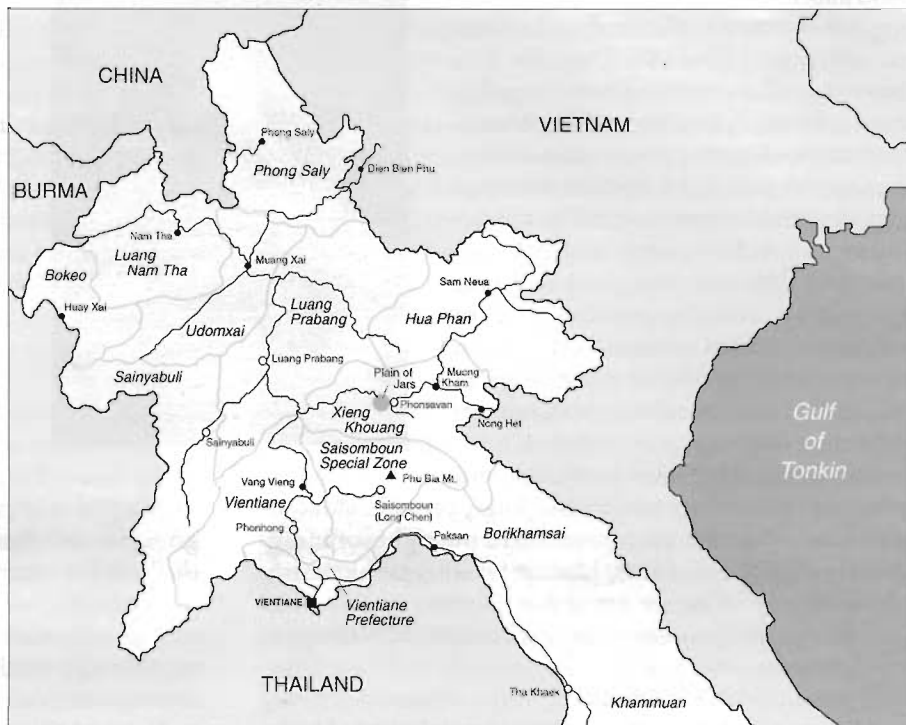 CHINA
VIETNAM
BURMA
Phong Saly
Phong Saly
Dien Bien Phu
Nam Tha
Luang
Nam Tha
Muang Xai
Bokeo
Huay Xai
Udomxai
Luang
Prabang
Sam Neua
Hua Phan
Luang Prabang
Sainyabuli
Plain of
Jars
Muong
Kham
Phonsavan
Xieng
Khouang
Nong Het
Gulf
of
Tonkin
Sainyabuli
Saisomboun
Special Zone
Phu Bia Mt.
Vang Vieng
Vientiane
Saisomboun
(Long Chen)
Phonhong
Paksan
Borikhamsai
VIENTIANE
Vientiane
Prefecture
THAILAND
Tha Khaek
Khammuan